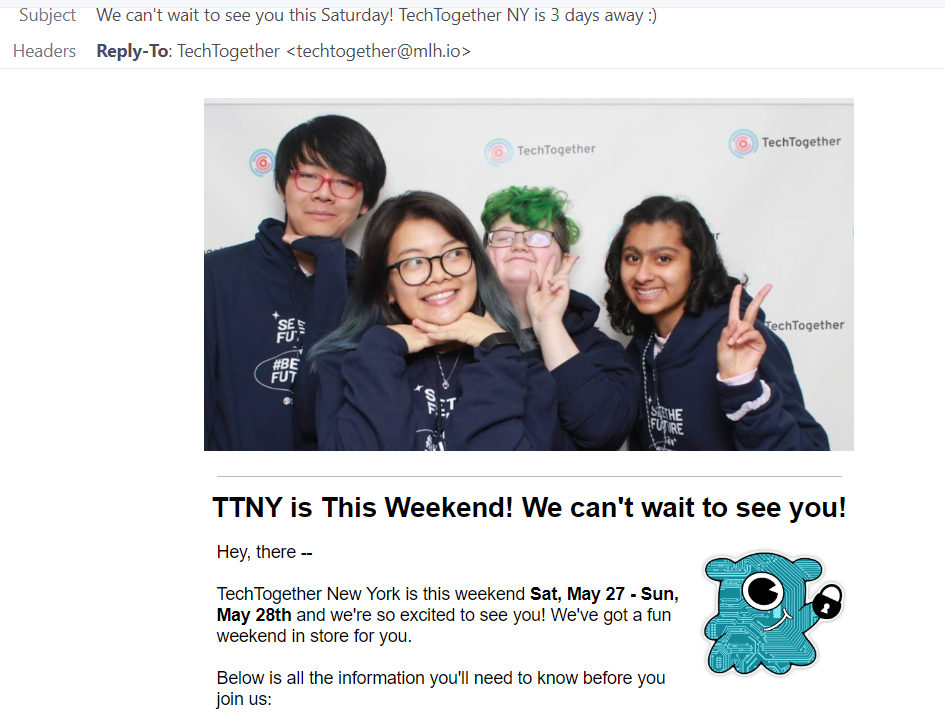 Subject We can't wait to see you this Saturday! TechTogether NY is 3 days away :)
Headers Reply-To: TechTogether <techtogether@mlh.io>
TechTogether
TechTogether
TechTogether
SEE
FU
#BE
FUT
SEE THE
FUTURE
TTNY is This Weekend! We can't wait to see you!
Hey, there --
TechTogether New York is this weekend Sat, May 27 - Sun,
May 28th and we're so excited to see you! We've got a fun
weekend in store for you.
Below is all the information you'll need to know before you
join us: